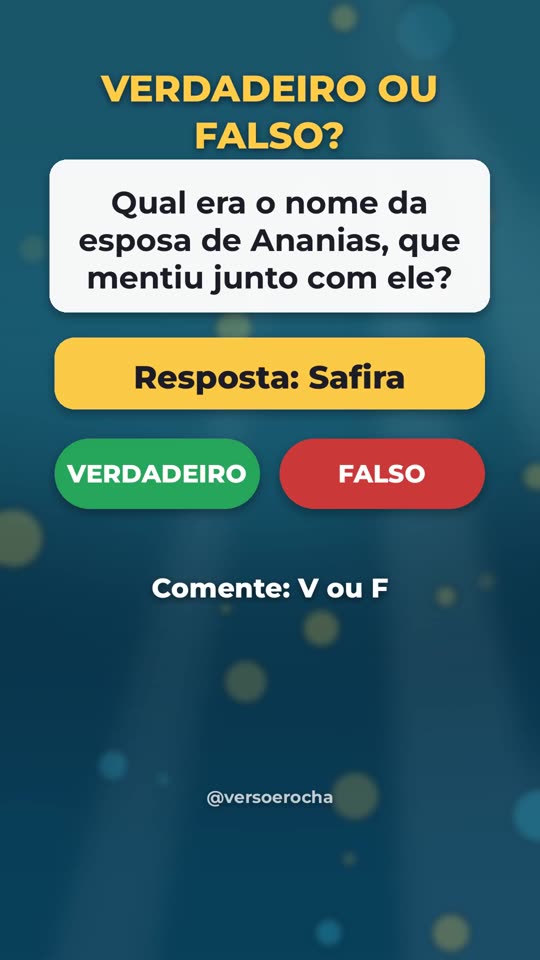 VERDADEIRO OU
FALSO?
Qual era o nome da
esposa de Ananias, que
mentiu junto com ele?
Resposta: Safira
VERDADEIRO
FALSO
Comente: V ou F
@versoerocha